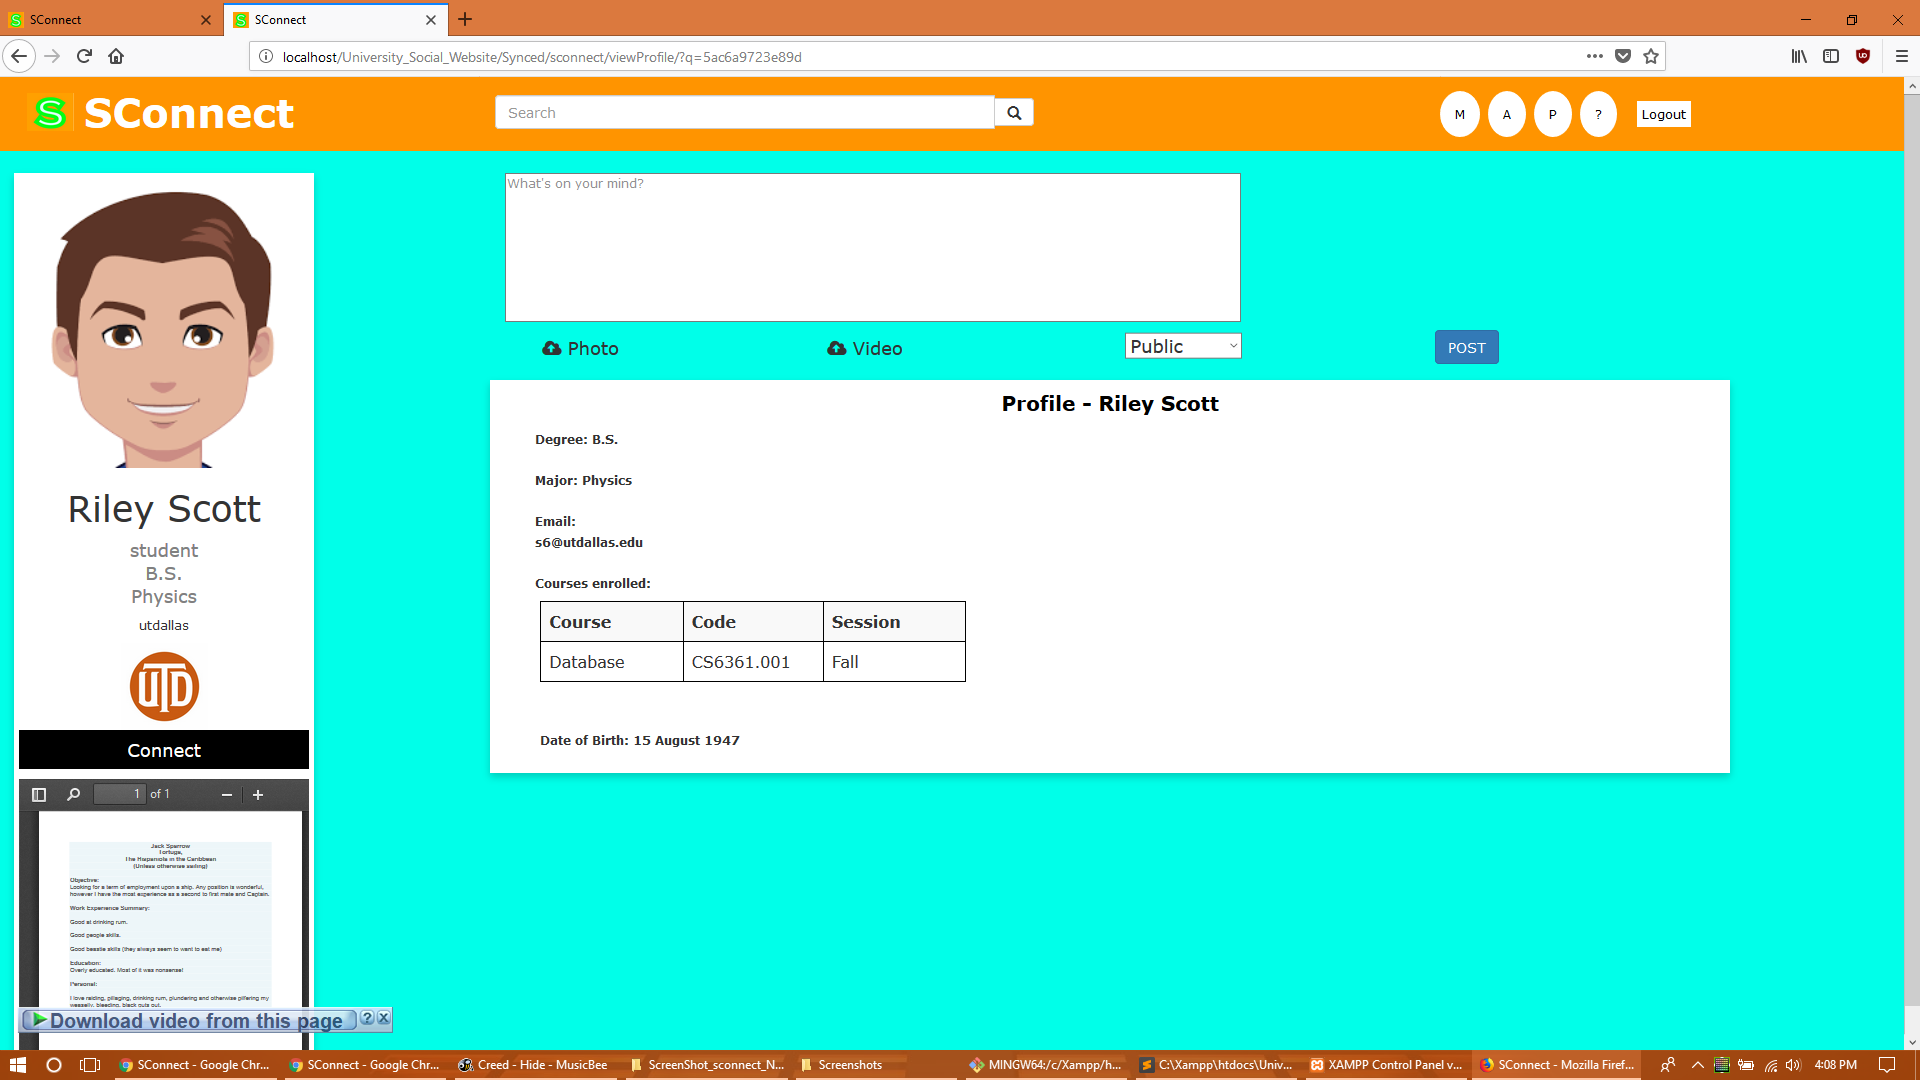 SConnect
SConnect
localhost/University_Social_Website/Synced/sconnect/viewProfile/?q=5ac6a9723e89d
S SConnect
Search
M A P ? Logout
What's on your mind?
Photo Video Public POST
Riley Scott
student
B.S.
Physics
utdallas
UTD
Connect
1 of 1
Jack Sparrow
Tortuga,
The Hispaniola in the Caribbean
(Unless otherwise sailing)
Objective:
Looking for a term of employment upon a ship. Any position is wonderful,
however I have the most experience as a second to first mate and Captain.
Work Experience Summary:
Good at drinking rum.
Good people skills.
Good beastie skills (they always seem to want to eat me)
Education:
Overly educated. Most of it was nonsense!
Personal:
I love raiding, pillaging, drinking rum, plundering and otherwise pilfering my
weaselly, bleeding, black guts out.
Download video from this page ?
Profile - Riley Scott
Degree: B.S.
Major: Physics
Email:
s6@utdallas.edu
Courses enrolled:
Course Code Session
Database CS6361.001 Fall
Date of Birth: 15 August 1947
SConnect - Google Chr... SConnect - Google Chr... Creed - Hide - MusicBee ScreenShot_sconnect_N... Screenshots MINGW64:/c/Xampp/h... C:\Xampp\htdocs\Univ... XAMPP Control Panel v... SConnect - Mozilla Firef... 4:08 PM